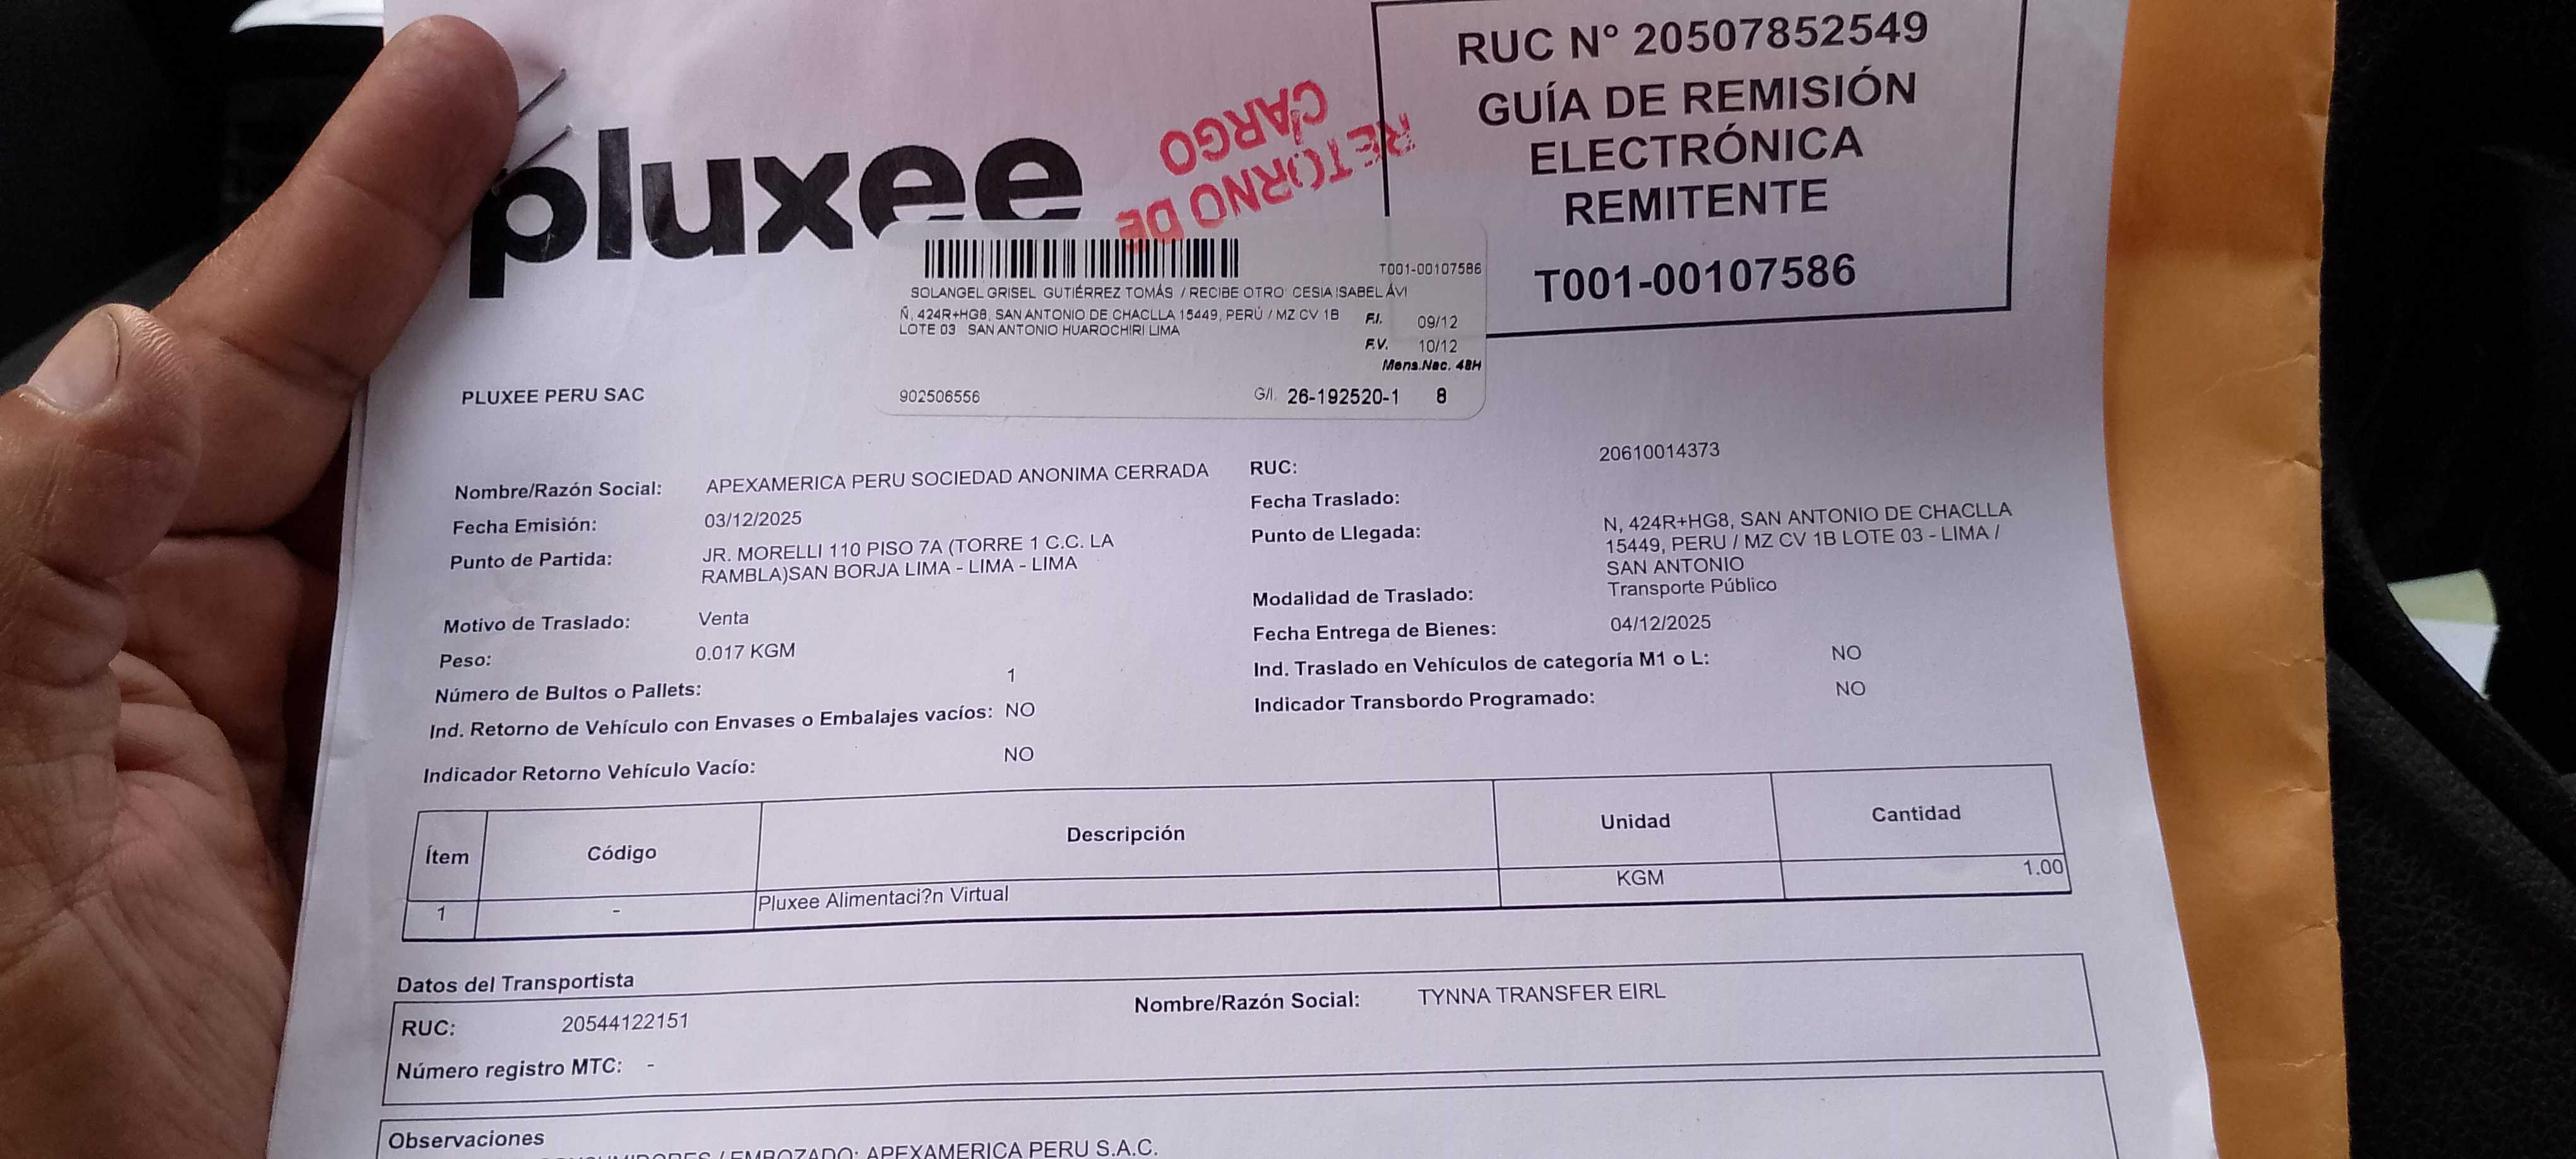 pluxee
RETORNO DE
CARGO
RUC N° 20507852549
GUÍA DE REMISIÓN
ELECTRÓNICA
REMITENTE
T001-00107586
T001-00107586
SOLANGEL GRISEL GUTIÉRREZ TOMÁS / RECIBE OTRO: CESIA ISABEL ÁVI
Ñ, 424R+HG8, SAN ANTONIO DE CHACLLA 15449, PERÚ / MZ CV 1B
LOTE 03 SAN ANTONIO HUAROCHIRI LIMA
F.I. 09/12
F.V. 10/12
Mens.Nac. 48H
902506556 G/I. 26-192520-1 8
PLUXEE PERU SAC
Nombre/Razón Social: APEXAMERICA PERU SOCIEDAD ANONIMA CERRADA
Fecha Emisión: 03/12/2025
Punto de Partida: JR. MORELLI 110 PISO 7A (TORRE 1 C.C. LA
RAMBLA)SAN BORJA LIMA - LIMA - LIMA
Motivo de Traslado: Venta
Peso: 0.017 KGM
Número de Bultos o Pallets: 1
Ind. Retorno de Vehículo con Envases o Embalajes vacíos: NO
Indicador Retorno Vehículo Vacío: NO
RUC: 20610014373
Fecha Traslado:
Punto de Llegada: N, 424R+HG8, SAN ANTONIO DE CHACLLA
15449, PERU / MZ CV 1B LOTE 03 - LIMA /
SAN ANTONIO
Modalidad de Traslado: Transporte Público
Fecha Entrega de Bienes: 04/12/2025
Ind. Traslado en Vehículos de categoría M1 o L: NO
Indicador Transbordo Programado: NO
Ítem Código Descripción Unidad Cantidad
1 - Pluxee Alimentaci?n Virtual KGM 1.00
Datos del Transportista
RUC: 20544122151 Nombre/Razón Social: TYNNA TRANSFER EIRL
Número registro MTC: -
Observaciones
/ EMBOZADO: APEXAMERICA PERU S.A.C.